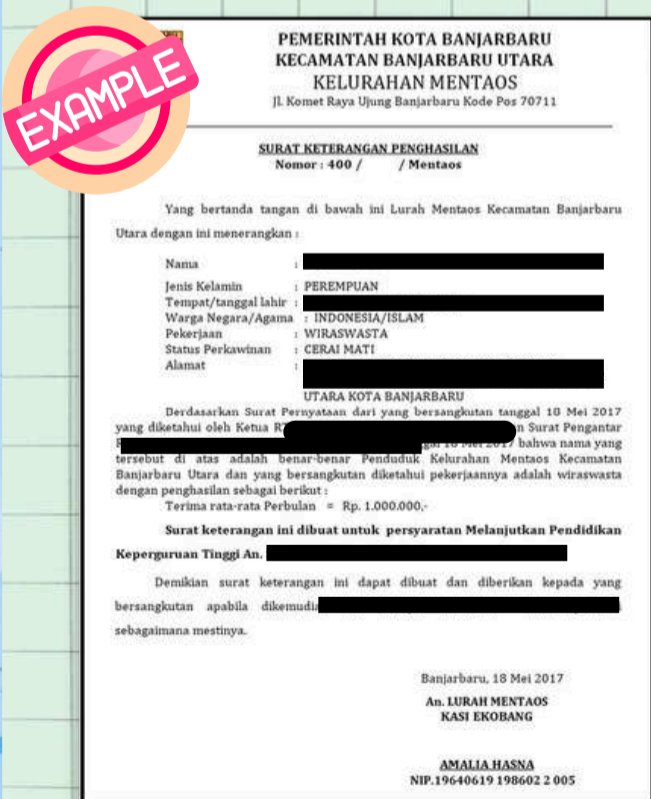 EXAMPLE
PEMERINTAH KOTA BANJARBARU
KECAMATAN BANJARBARU UTARA
KELURAHAN MENTAOS
Jl. Komet Raya Ujung Banjarbaru Kode Pos 70711
SURAT KETERANGAN PENGHASILAN
Nomor : 400 / / Mentaos
Yang bertanda tangan di bawah ini Lurah Mentaos Kecamatan Banjarbaru
Utara dengan ini menerangkan :
Nama :
Jenis Kelamin : PEREMPUAN
Tempat/tanggal lahir :
Warga Negara/Agama : INDONESIA/ISLAM
Pekerjaan : WIRASWASTA
Status Perkawinan : CERAI MATI
Alamat :
UTARA KOTA BANJARBARU
Berdasarkan Surat Pernyataan dari yang bersangkutan tanggal 18 Mei 2017
yang diketahui oleh Ketua Surat Pengantar
18 Mei 2017 bahwa nama yang
tersebut di atas adalah benar-benar Penduduk Kelurahan Mentaos Kecamatan
Banjarbaru Utara dan yang bersangkutan diketahui pekerjaannya adalah wiraswasta
dengan penghasilan sebagai berikut :
Terima rata-rata Perbulan = Rp. 1.000.000,-
Surat keterangan ini dibuat untuk persyaratan Melanjutkan Pendidikan
Keperguruan Tinggi An.
Demikian surat keterangan ini dapat dibuat dan diberikan kepada yang
bersangkutan apabila
sebagaimana mestinya.
Banjarbaru, 18 Mei 2017
An. LURAH MENTAOS
KASI EKOBANG
AMALIA HASNA
NIP.19640619 198602 2 005